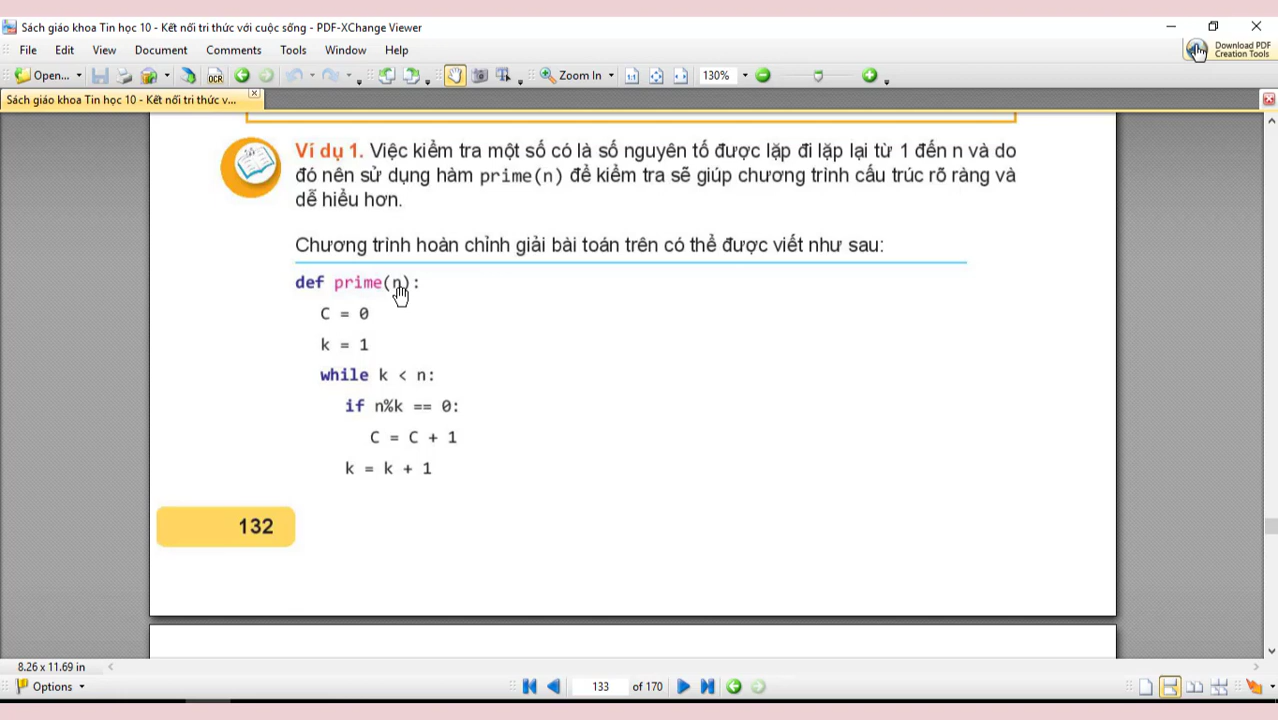 Sách giáo khoa Tin học 10 - Kết nối tri thức với cuộc sống - PDF-XChange Viewer
File Edit View Document Comments Tools Window Help
Download PDF
Creation Tools
Open... OCR Zoom In 130%
Sách giáo khoa Tin học 10 - Kết nối tri thức v...
Ví dụ 1. Việc kiểm tra một số có là số nguyên tố được lặp đi lặp lại từ 1 đến n và do
đó nên sử dụng hàm prime(n) để kiểm tra sẽ giúp chương trình cấu trúc rõ ràng và
dễ hiểu hơn.
Chương trình hoàn chỉnh giải bài toán trên có thể được viết như sau:
def prime(n):
C = 0
k = 1
while k < n:
if n%k == 0:
C = C + 1
k = k + 1
132
8.26 x 11.69 in
Options 133 of 170